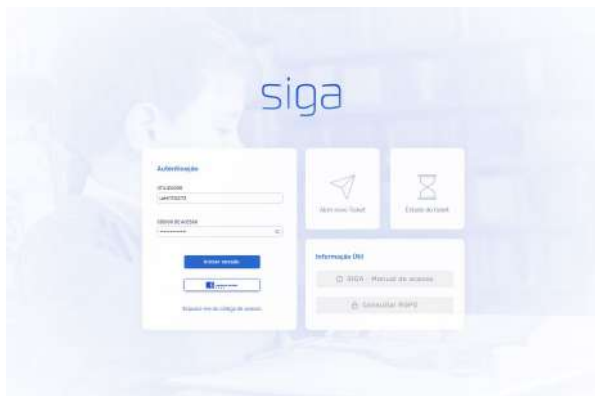 siga
Autenticação
UTILIZADOR
CÓDIGO DE ACESSO
Iniciar sessão
Esqueci-me do código de acesso
Abrir novo Ticket
Estado do ticket
Informação Útil
SIGA - Manual de acesso
Consultar RGPD